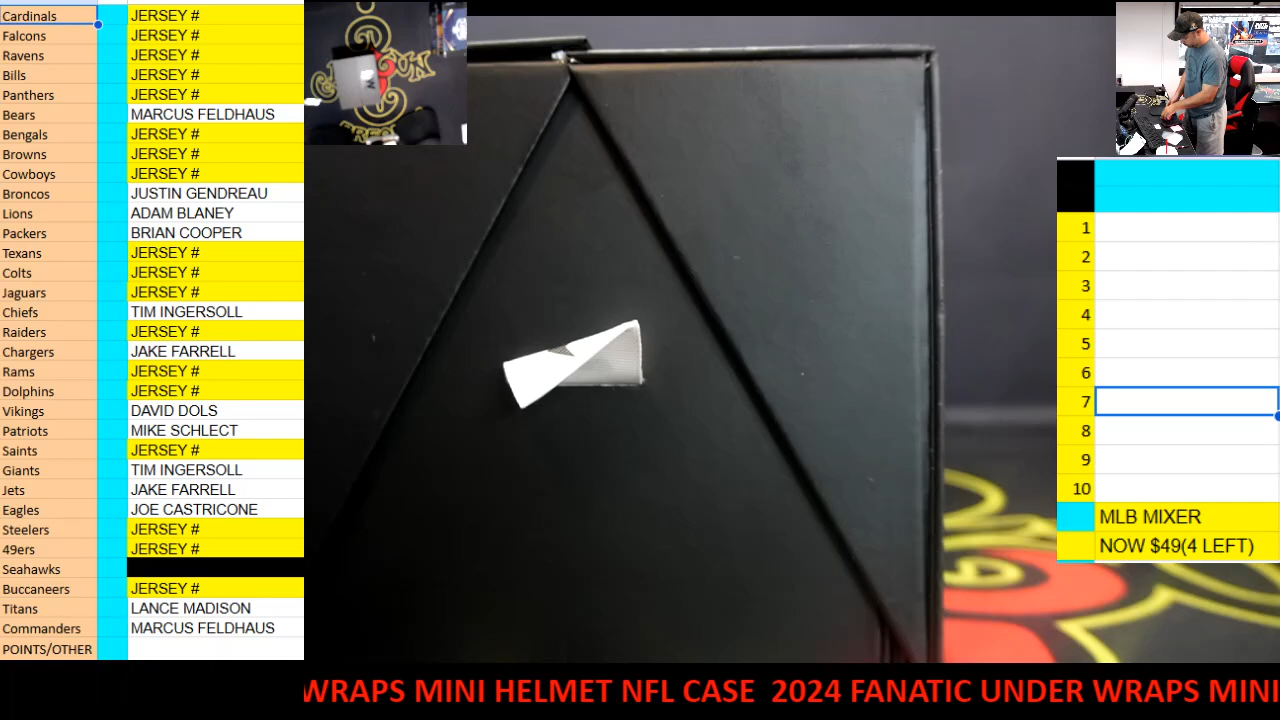 Cardinals JERSEY #
Falcons JERSEY #
Ravens JERSEY #
Bills JERSEY #
Panthers JERSEY #
Bears MARCUS FELDHAUS
Bengals JERSEY #
Browns JERSEY #
Cowboys JERSEY #
Broncos JUSTIN GENDREAU
Lions ADAM BLANEY
Packers BRIAN COOPER
Texans JERSEY #
Colts JERSEY #
Jaguars JERSEY #
Chiefs TIM INGERSOLL
Raiders JERSEY #
Chargers JAKE FARRELL
Rams JERSEY #
Dolphins JERSEY #
Vikings DAVID DOLS
Patriots MIKE SCHLECT
Saints JERSEY #
Giants TIM INGERSOLL
Jets JAKE FARRELL
Eagles JOE CASTRICONE
Steelers JERSEY #
49ers JERSEY #
Seahawks
Buccaneers JERSEY #
Titans LANCE MADISON
Commanders MARCUS FELDHAUS
POINTS/OTHER
1
2
3
4
5
6
7
8
9
10
MLB MIXER
NOW $49(4 LEFT)
WRAPS MINI HELMET NFL CASE 2024 FANATIC UNDER WRAPS MINI